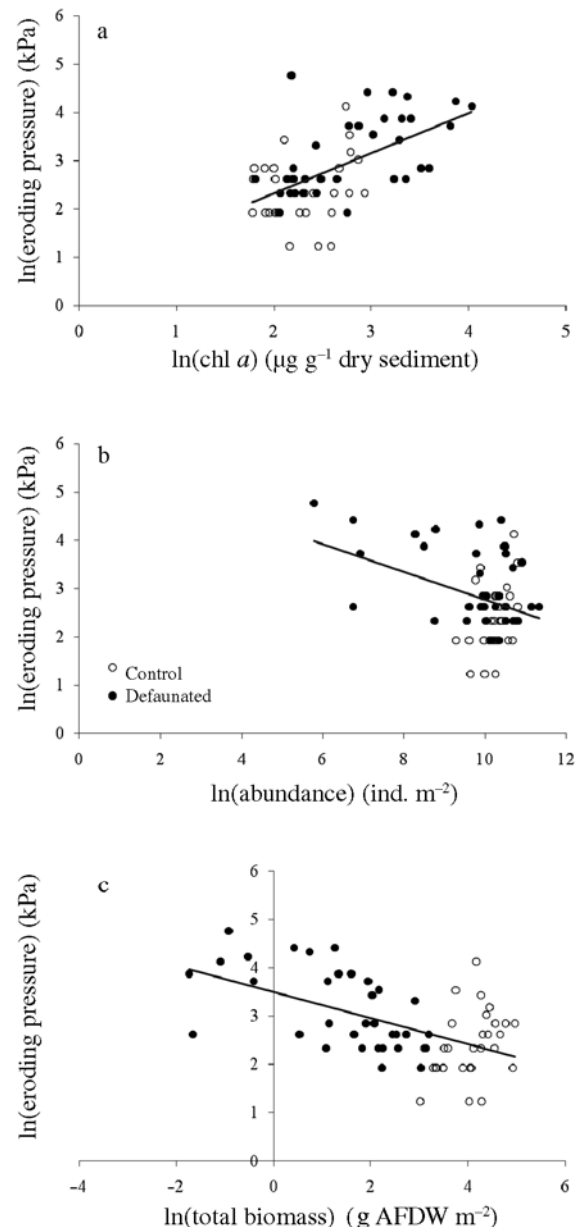 a
6
5
4
3
2
1
0
0 1 2 3 4 5
ln(eroding pressure) (kPa)
ln(chl a) (µg g⁻¹ dry sediment)
b
6
5
4
3
2
1
0
0 2 4 6 8 10 12
ln(eroding pressure) (kPa)
Control
Defaunated
ln(abundance) (ind. m⁻²)
c
6
5
4
3
2
1
0
−4 −2 0 2 4 6
ln(eroding pressure) (kPa)
ln(total biomass) (g AFDW m⁻²)